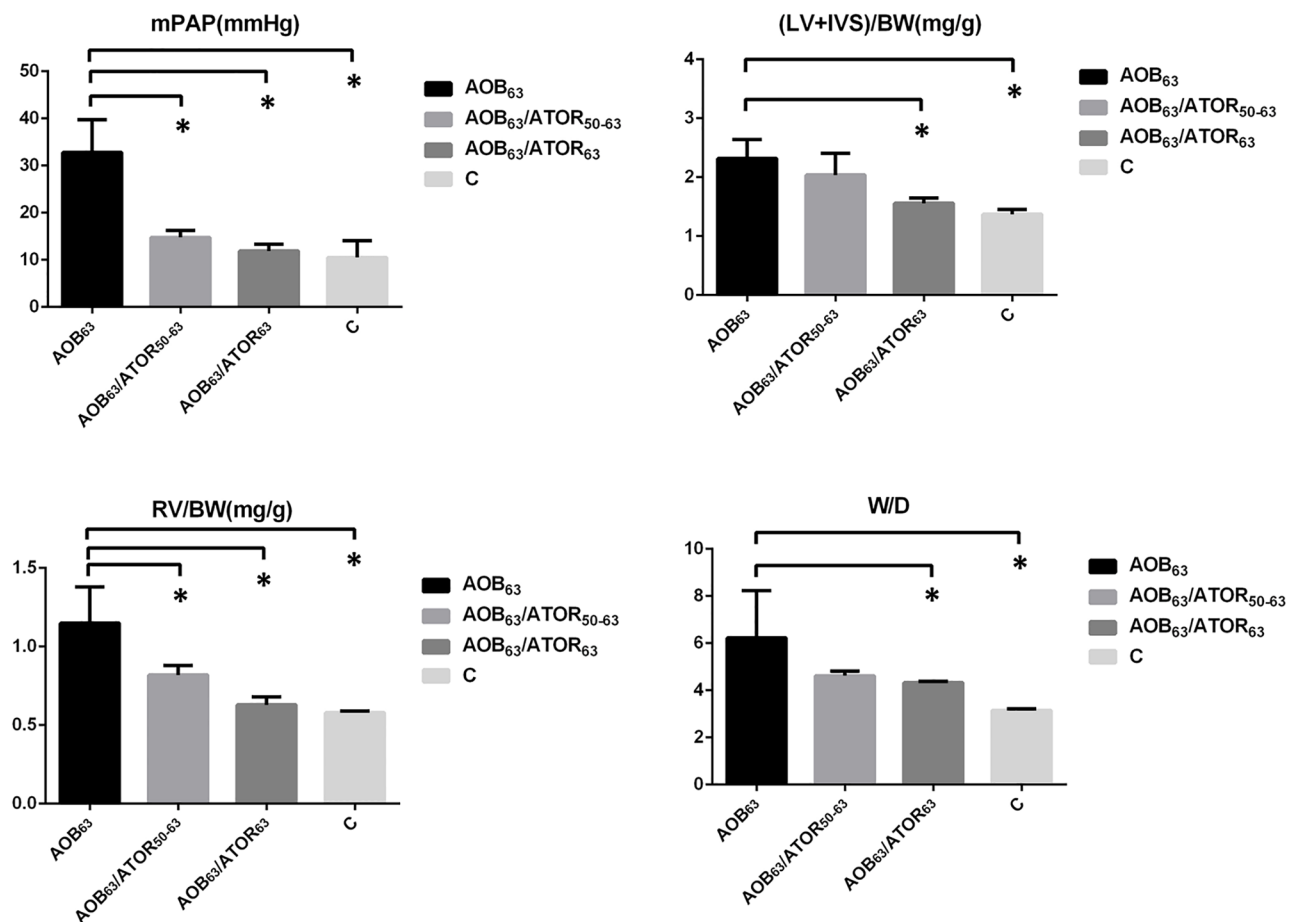 mPAP(mmHg)
50
40
30
20
10
0
*
*
*
AOB₆₃
AOB₆₃/ATOR₅₀₋₆₃
AOB₆₃/ATOR₆₃
C
AOB₆₃
AOB₆₃/ATOR₅₀₋₆₃
AOB₆₃/ATOR₆₃
C
(LV+IVS)/BW(mg/g)
4
3
2
1
0
*
*
AOB₆₃
AOB₆₃/ATOR₅₀₋₆₃
AOB₆₃/ATOR₆₃
C
AOB₆₃
AOB₆₃/ATOR₅₀₋₆₃
AOB₆₃/ATOR₆₃
C
RV/BW(mg/g)
1.5
1.0
0.5
0.0
*
*
*
AOB₆₃
AOB₆₃/ATOR₅₀₋₆₃
AOB₆₃/ATOR₆₃
C
AOB₆₃
AOB₆₃/ATOR₅₀₋₆₃
AOB₆₃/ATOR₆₃
C
W/D
10
8
6
4
2
0
*
*
AOB₆₃
AOB₆₃/ATOR₅₀₋₆₃
AOB₆₃/ATOR₆₃
C
AOB₆₃
AOB₆₃/ATOR₅₀₋₆₃
AOB₆₃/ATOR₆₃
C